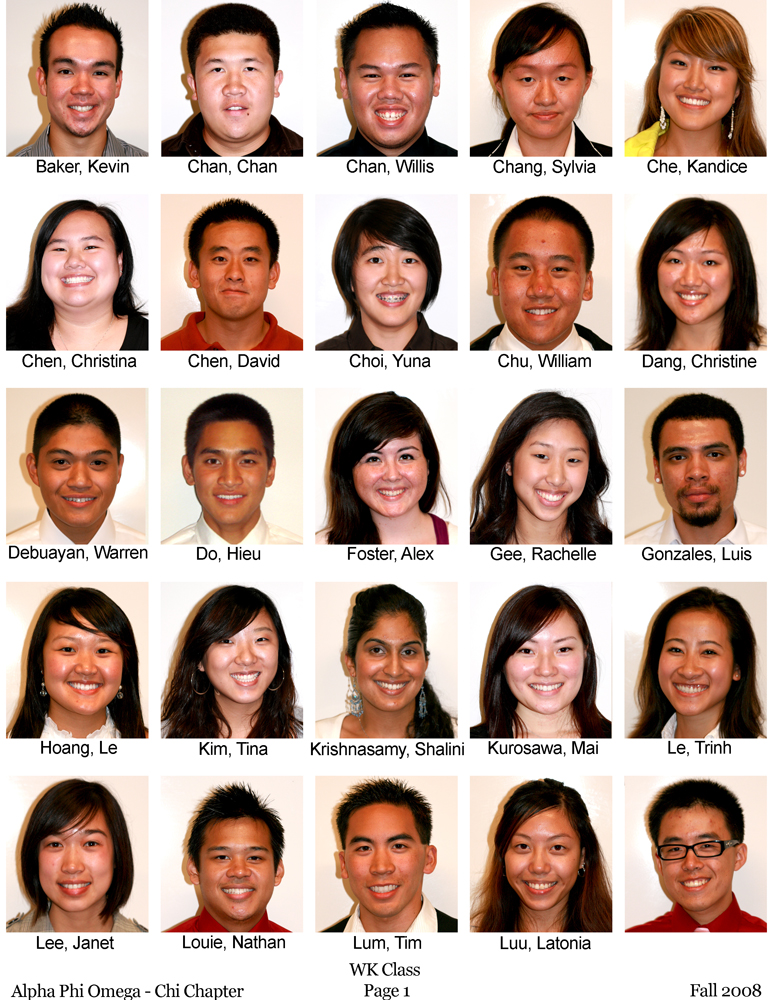 Baker, Kevin Chan, Chan Chan, Willis Chang, Sylvia Che, Kandice
Chen, Christina Chen, David Choi, Yuna Chu, William Dang, Christine
Debuayan, Warren Do, Hieu Foster, Alex Gee, Rachelle Gonzales, Luis
Hoang, Le Kim, Tina Krishnasamy, Shalini Kurosawa, Mai Le, Trinh
Lee, Janet Louie, Nathan Lum, Tim Luu, Latonia
WK Class
Alpha Phi Omega - Chi Chapter Page 1 Fall 2008